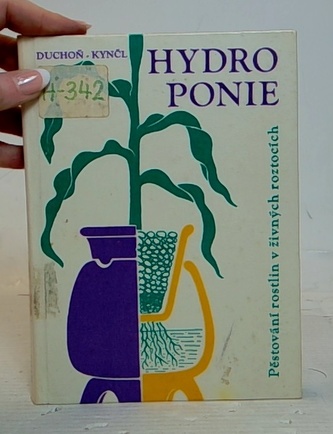 DUCHOŇ · KYNČL
HYDRO
PONIE
H-342
Pěstování rostlin v živných roztocích